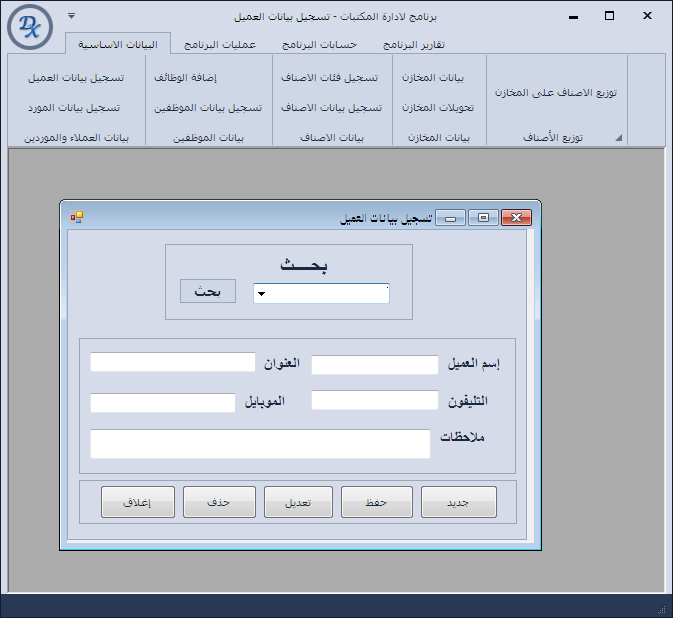 برنامج لادارة المكتبات - تسجيل بيانات العميل
DX
البيانات الاساسية
عمليات البرنامج
حسابات البرنامج
تقارير البرنامج
تسجيل بيانات العميل
تسجيل بيانات المورد
بيانات العملاء والموردين
إضافة الوظائف
تسجيل بيانات الموظفين
بيانات الموظفين
تسجيل فئات الاصناف
تسجيل بيانات الاصناف
بيانات الاصناف
بيانات المخازن
تحويلات المخازن
بيانات المخازن
توزيع الاصناف على المخازن
توزيع الأصناف
تسجيل بيانات العميل
بحـــث
بحث
إسم العميل
العنوان
التليفون
الموبايل
ملاحظات
جديد
حفظ
تعديل
حذف
إغلاق